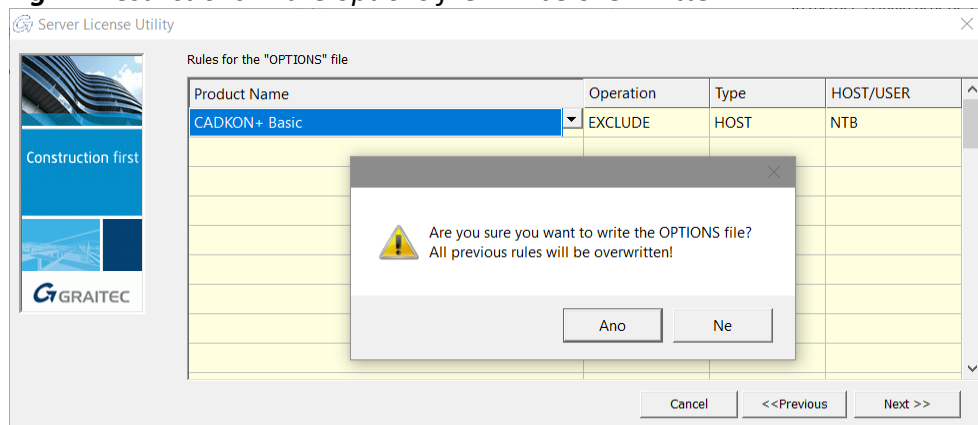 Server License Utility
Rules for the "OPTIONS" file
Product Name Operation Type HOST/USER
CADKON+ Basic EXCLUDE HOST NTB
Construction first
Are you sure you want to write the OPTIONS file?
All previous rules will be overwritten!
GRAITEC
Ano Ne
Cancel <<Previous Next >>